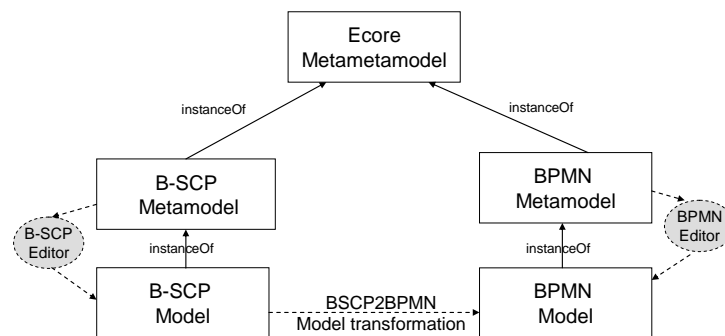 Ecore
Metametamodel
instanceOf
instanceOf
B-SCP
Metamodel
BPMN
Metamodel
B-SCP
Editor
instanceOf
instanceOf
BPMN
Editor
B-SCP
Model
BSCP2BPMN
Model transformation
BPMN
Model